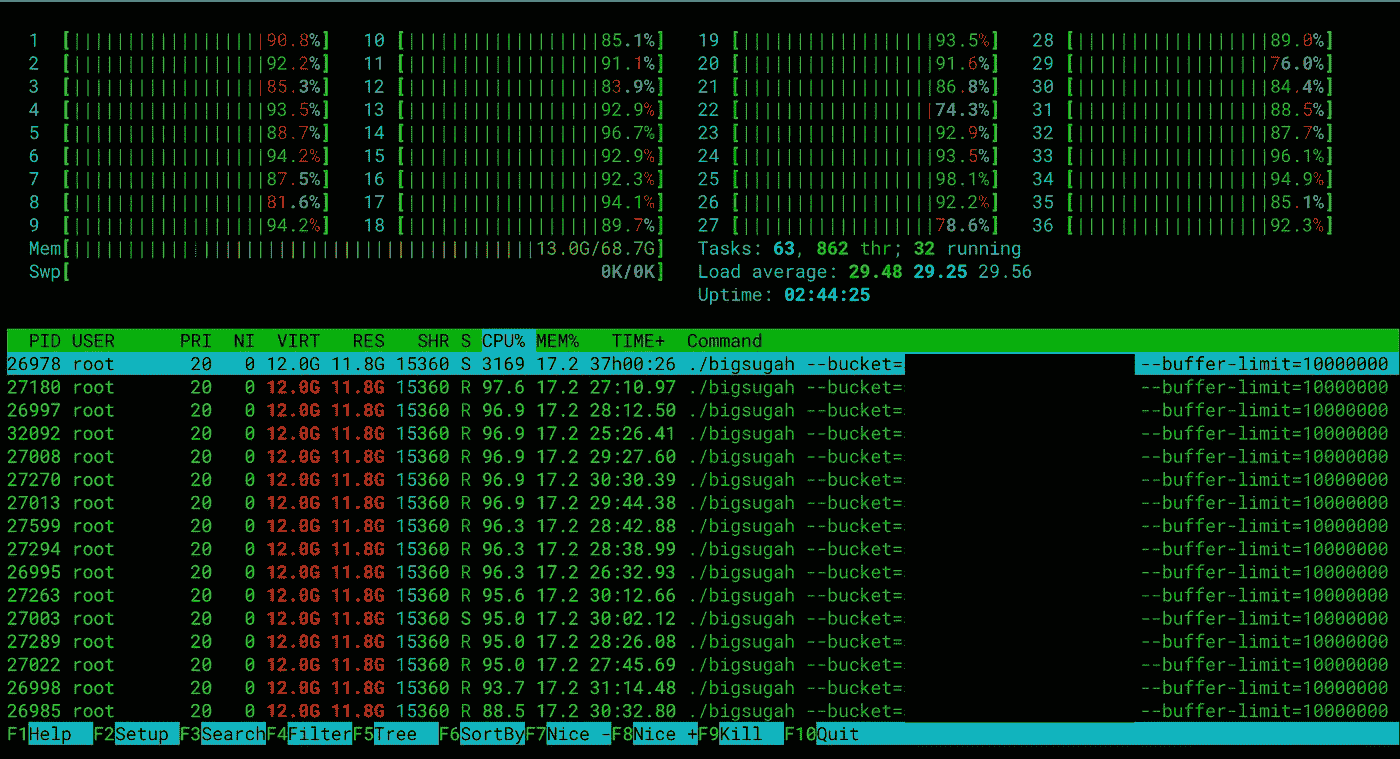 1 [||||||||||||||||||90.8%] 10 [||||||||||||||||||85.1%] 19 [||||||||||||||||||93.5%] 28 [||||||||||||||||||89.0%]
2 [||||||||||||||||||92.2%] 11 [||||||||||||||||||91.1%] 20 [||||||||||||||||||91.6%] 29 [||||||||||||||||||76.0%]
3 [||||||||||||||||||85.3%] 12 [||||||||||||||||||83.9%] 21 [||||||||||||||||||86.8%] 30 [||||||||||||||||||84.4%]
4 [||||||||||||||||||93.5%] 13 [||||||||||||||||||92.9%] 22 [||||||||||||||||||74.3%] 31 [||||||||||||||||||88.5%]
5 [||||||||||||||||||88.7%] 14 [||||||||||||||||||96.7%] 23 [||||||||||||||||||92.9%] 32 [||||||||||||||||||87.7%]
6 [||||||||||||||||||94.2%] 15 [||||||||||||||||||92.9%] 24 [||||||||||||||||||93.5%] 33 [||||||||||||||||||96.1%]
7 [||||||||||||||||||87.5%] 16 [||||||||||||||||||92.3%] 25 [||||||||||||||||||98.1%] 34 [||||||||||||||||||94.9%]
8 [||||||||||||||||||81.6%] 17 [||||||||||||||||||94.1%] 26 [||||||||||||||||||92.2%] 35 [||||||||||||||||||85.1%]
9 [||||||||||||||||||94.2%] 18 [||||||||||||||||||89.7%] 27 [||||||||||||||||||78.6%] 36 [||||||||||||||||||92.3%]
Mem[|||||||||||||||||||||||||||||||||||||||||||13.0G/68.7G] Tasks: 63, 862 thr; 32 running
Swp[ 0K/0K] Load average: 29.48 29.25 29.56
Uptime: 02:44:25
PID USER PRI NI VIRT RES SHR S CPU% MEM% TIME+ Command
26978 root 20 0 12.0G 11.8G 15360 S 3169 17.2 37h00:26 ./bigsugah --bucket= --buffer-limit=10000000
27180 root 20 0 12.0G 11.8G 15360 R 97.6 17.2 27:10.97 ./bigsugah --bucket= --buffer-limit=10000000
26997 root 20 0 12.0G 11.8G 15360 R 96.9 17.2 28:12.50 ./bigsugah --bucket= --buffer-limit=10000000
32092 root 20 0 12.0G 11.8G 15360 R 96.9 17.2 25:26.41 ./bigsugah --bucket= --buffer-limit=10000000
27008 root 20 0 12.0G 11.8G 15360 R 96.9 17.2 29:27.60 ./bigsugah --bucket= --buffer-limit=10000000
27270 root 20 0 12.0G 11.8G 15360 R 96.9 17.2 30:30.39 ./bigsugah --bucket= --buffer-limit=10000000
27013 root 20 0 12.0G 11.8G 15360 R 96.9 17.2 29:44.38 ./bigsugah --bucket= --buffer-limit=10000000
27599 root 20 0 12.0G 11.8G 15360 R 96.3 17.2 28:42.88 ./bigsugah --bucket= --buffer-limit=10000000
27294 root 20 0 12.0G 11.8G 15360 R 96.3 17.2 28:38.99 ./bigsugah --bucket= --buffer-limit=10000000
26995 root 20 0 12.0G 11.8G 15360 R 96.3 17.2 26:32.93 ./bigsugah --bucket= --buffer-limit=10000000
27263 root 20 0 12.0G 11.8G 15360 R 95.6 17.2 30:12.66 ./bigsugah --bucket= --buffer-limit=10000000
27003 root 20 0 12.0G 11.8G 15360 S 95.0 17.2 30:02.12 ./bigsugah --bucket= --buffer-limit=10000000
27289 root 20 0 12.0G 11.8G 15360 R 95.0 17.2 28:26.08 ./bigsugah --bucket= --buffer-limit=10000000
27022 root 20 0 12.0G 11.8G 15360 R 95.0 17.2 27:45.69 ./bigsugah --bucket= --buffer-limit=10000000
26998 root 20 0 12.0G 11.8G 15360 R 93.7 17.2 31:14.48 ./bigsugah --bucket= --buffer-limit=10000000
26985 root 20 0 12.0G 11.8G 15360 R 88.5 17.2 30:32.80 ./bigsugah --bucket= --buffer-limit=10000000
F1Help F2Setup F3SearchF4FilterF5Tree F6SortByF7Nice -F8Nice +F9Kill F10Quit